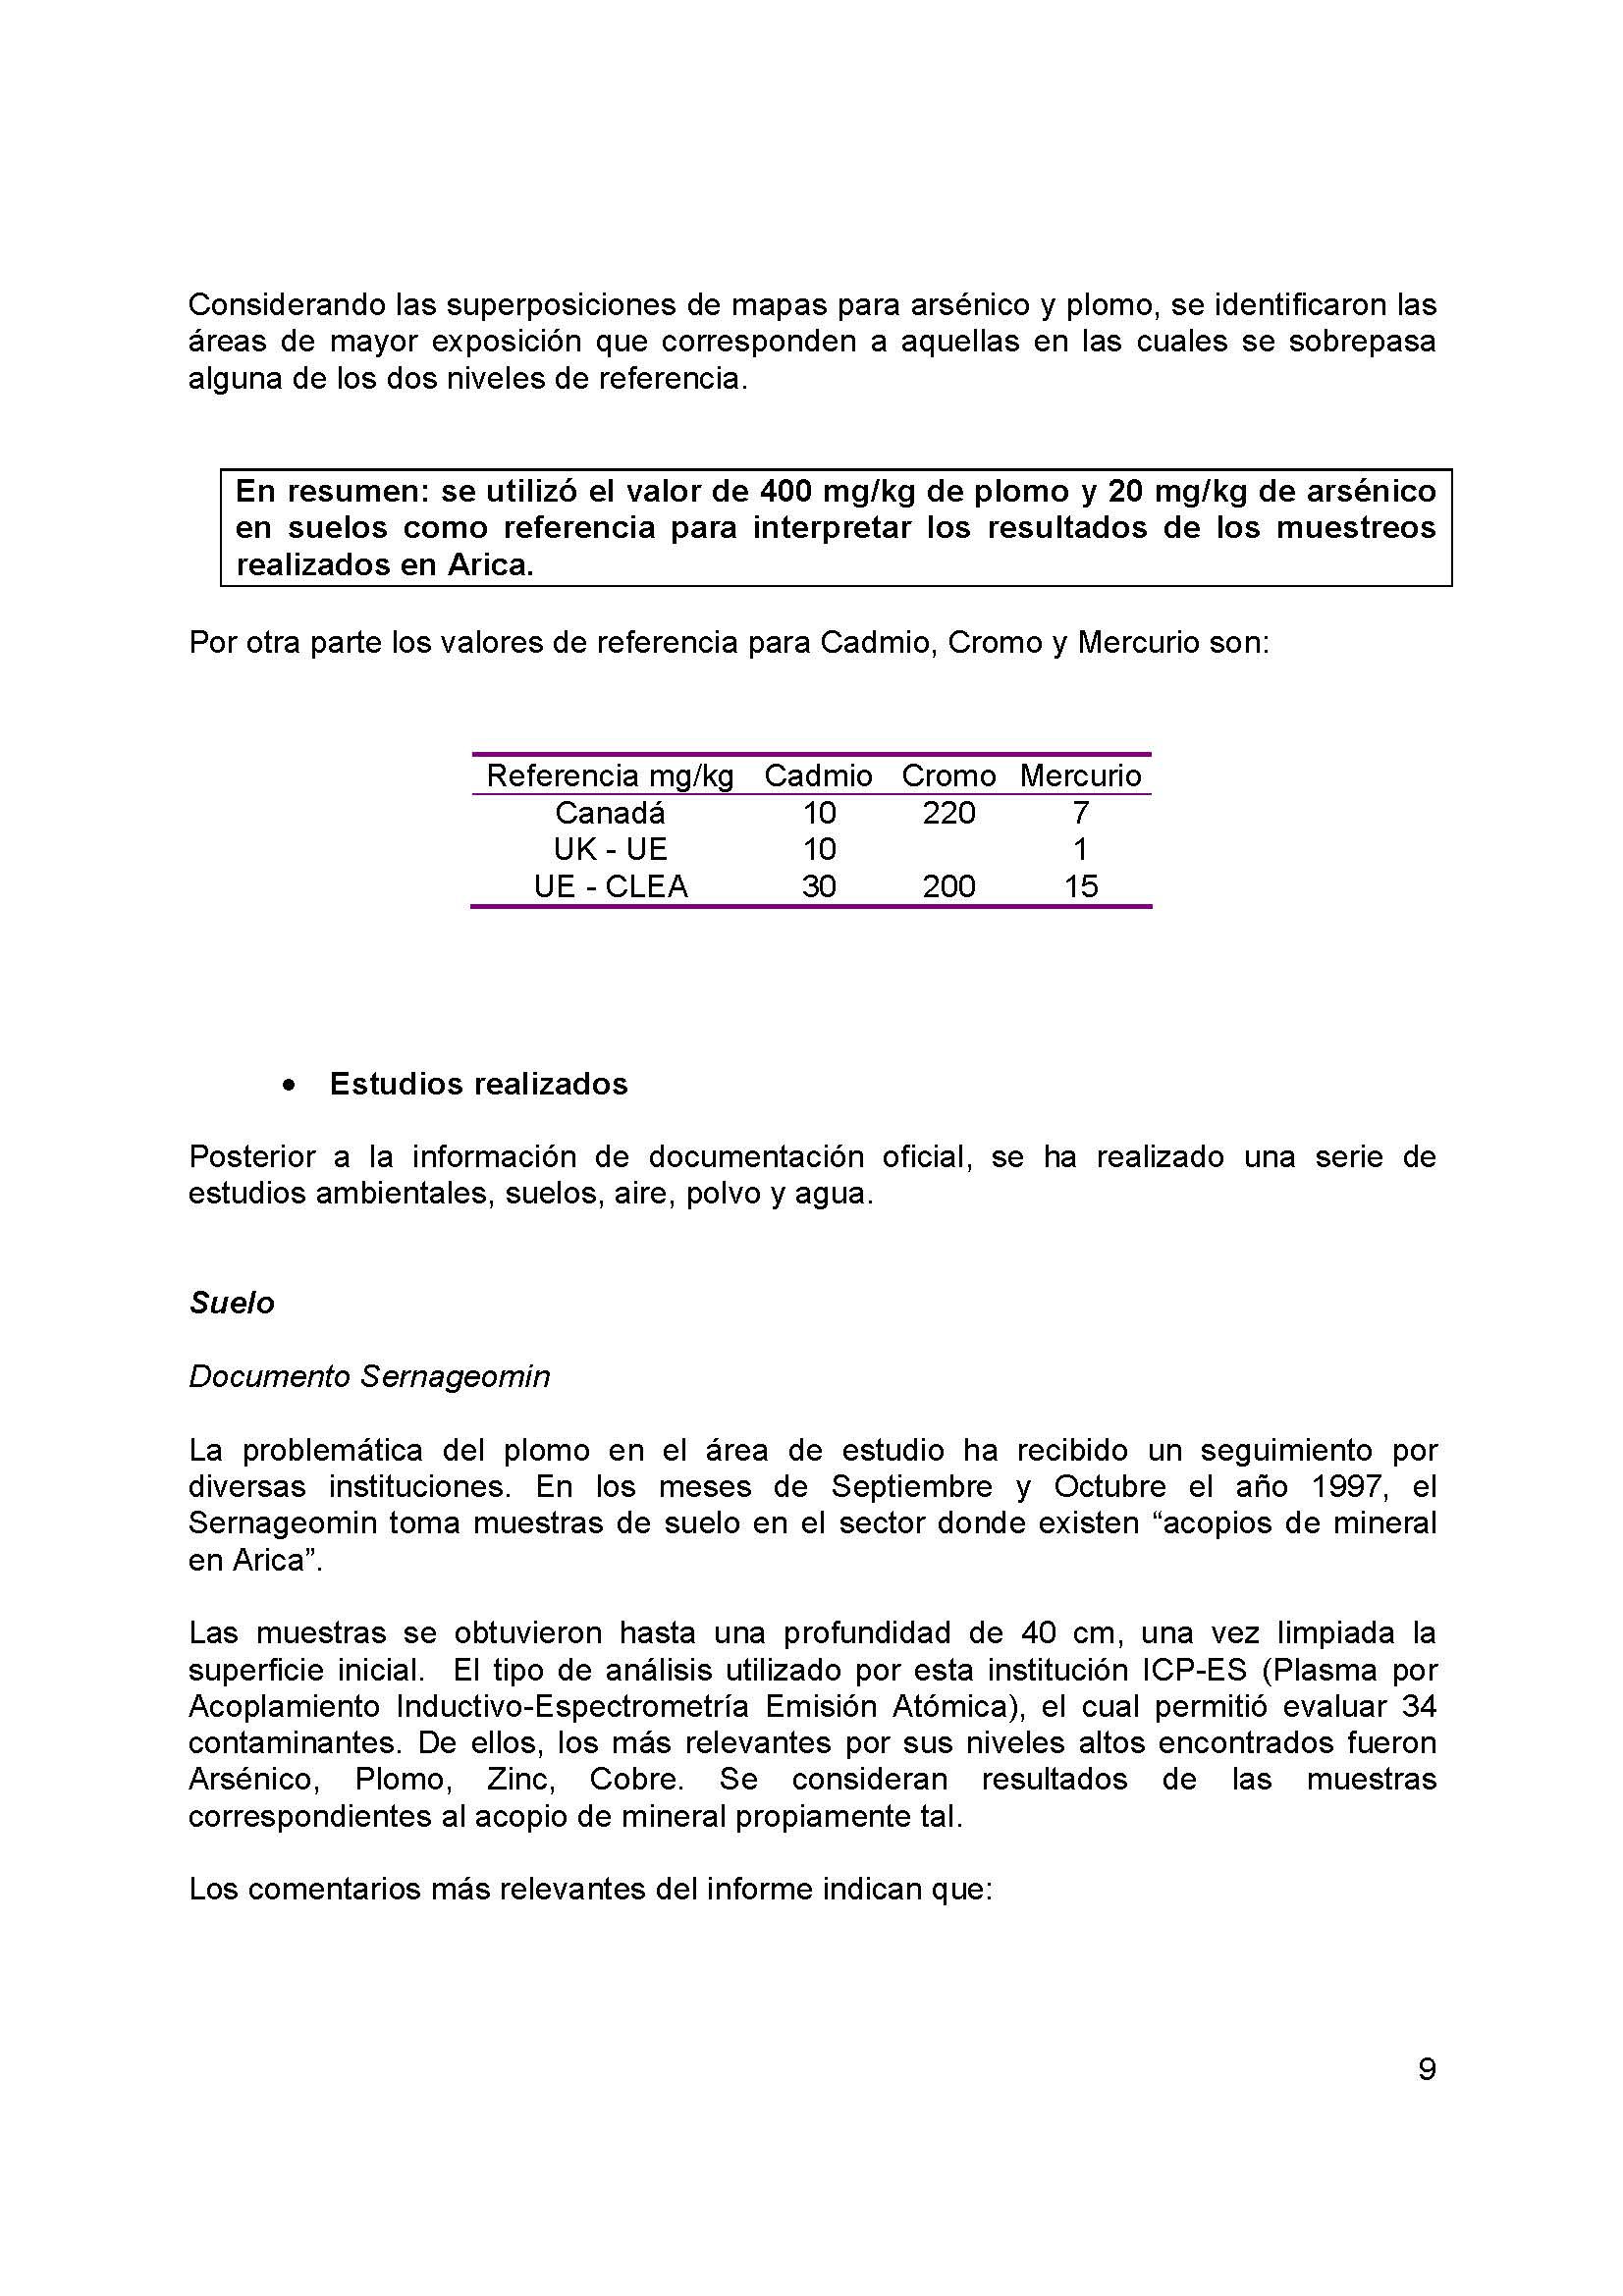 Considerando las superposiciones de mapas para arsénico y plomo, se identificaron las
áreas de mayor exposición que corresponden a aquellas en las cuales se sobrepasa
alguna de los dos niveles de referencia.
En resumen: se utilizó el valor de 400 mg/kg de plomo y 20 mg/kg de arsénico
en suelos como referencia para interpretar los resultados de los muestreos
realizados en Arica.
Por otra parte los valores de referencia para Cadmio, Cromo y Mercurio son:
Referencia mg/kg Cadmio Cromo Mercurio
Canadá 10 220 7
UK - UE 10 1
UE - CLEA 30 200 15
• Estudios realizados
Posterior a la información de documentación oficial, se ha realizado una serie de
estudios ambientales, suelos, aire, polvo y agua.
Suelo
Documento Sernageomin
La problemática del plomo en el área de estudio ha recibido un seguimiento por
diversas instituciones. En los meses de Septiembre y Octubre el año 1997, el
Sernageomin toma muestras de suelo en el sector donde existen “acopios de mineral
en Arica”.
Las muestras se obtuvieron hasta una profundidad de 40 cm, una vez limpiada la
superficie inicial.  El tipo de análisis utilizado por esta institución ICP-ES (Plasma por
Acoplamiento Inductivo-Espectrometría Emisión Atómica), el cual permitió evaluar 34
contaminantes. De ellos, los más relevantes por sus niveles altos encontrados fueron
Arsénico, Plomo, Zinc, Cobre. Se consideran resultados de las muestras
correspondientes al acopio de mineral propiamente tal.
Los comentarios más relevantes del informe indican que:
9